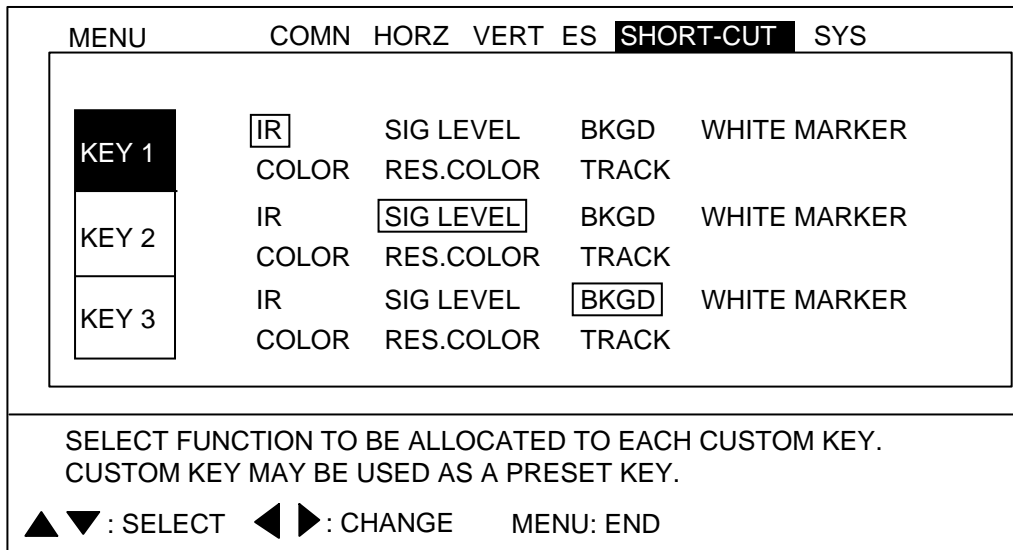 MENU COMN HORZ VERT ES SHORT-CUT SYS
KEY 1 IR SIG LEVEL BKGD WHITE MARKER
COLOR RES.COLOR TRACK
KEY 2 IR SIG LEVEL BKGD WHITE MARKER
COLOR RES.COLOR TRACK
KEY 3 IR SIG LEVEL BKGD WHITE MARKER
COLOR RES.COLOR TRACK
SELECT FUNCTION TO BE ALLOCATED TO EACH CUSTOM KEY.
CUSTOM KEY MAY BE USED AS A PRESET KEY.
▲ ▼ : SELECT ◀ ▶ : CHANGE MENU: END